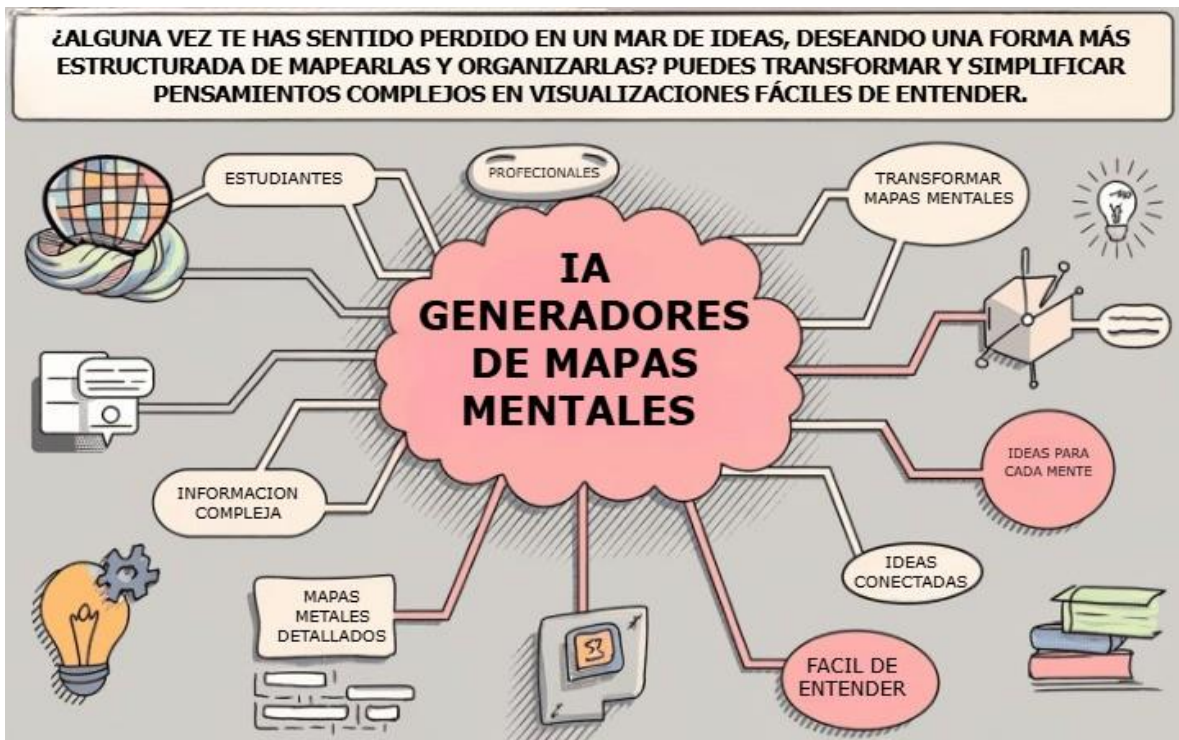 ¿ALGUNA VEZ TE HAS SENTIDO PERDIDO EN UN MAR DE IDEAS, DESEANDO UNA FORMA MÁS
ESTRUCTURADA DE MAPEARLAS Y ORGANIZARLAS? PUEDES TRANSFORMAR Y SIMPLIFICAR
PENSAMIENTOS COMPLEJOS EN VISUALIZACIONES FÁCILES DE ENTENDER.
ESTUDIANTES
PROFECIONALES
TRANSFORMAR
MAPAS MENTALES
IA
GENERADORES
DE MAPAS
MENTALES
IDEAS PARA
CADA MENTE
INFORMACION
COMPLEJA
IDEAS
CONECTADAS
MAPAS
METALES
DETALLADOS
FACIL DE
ENTENDER